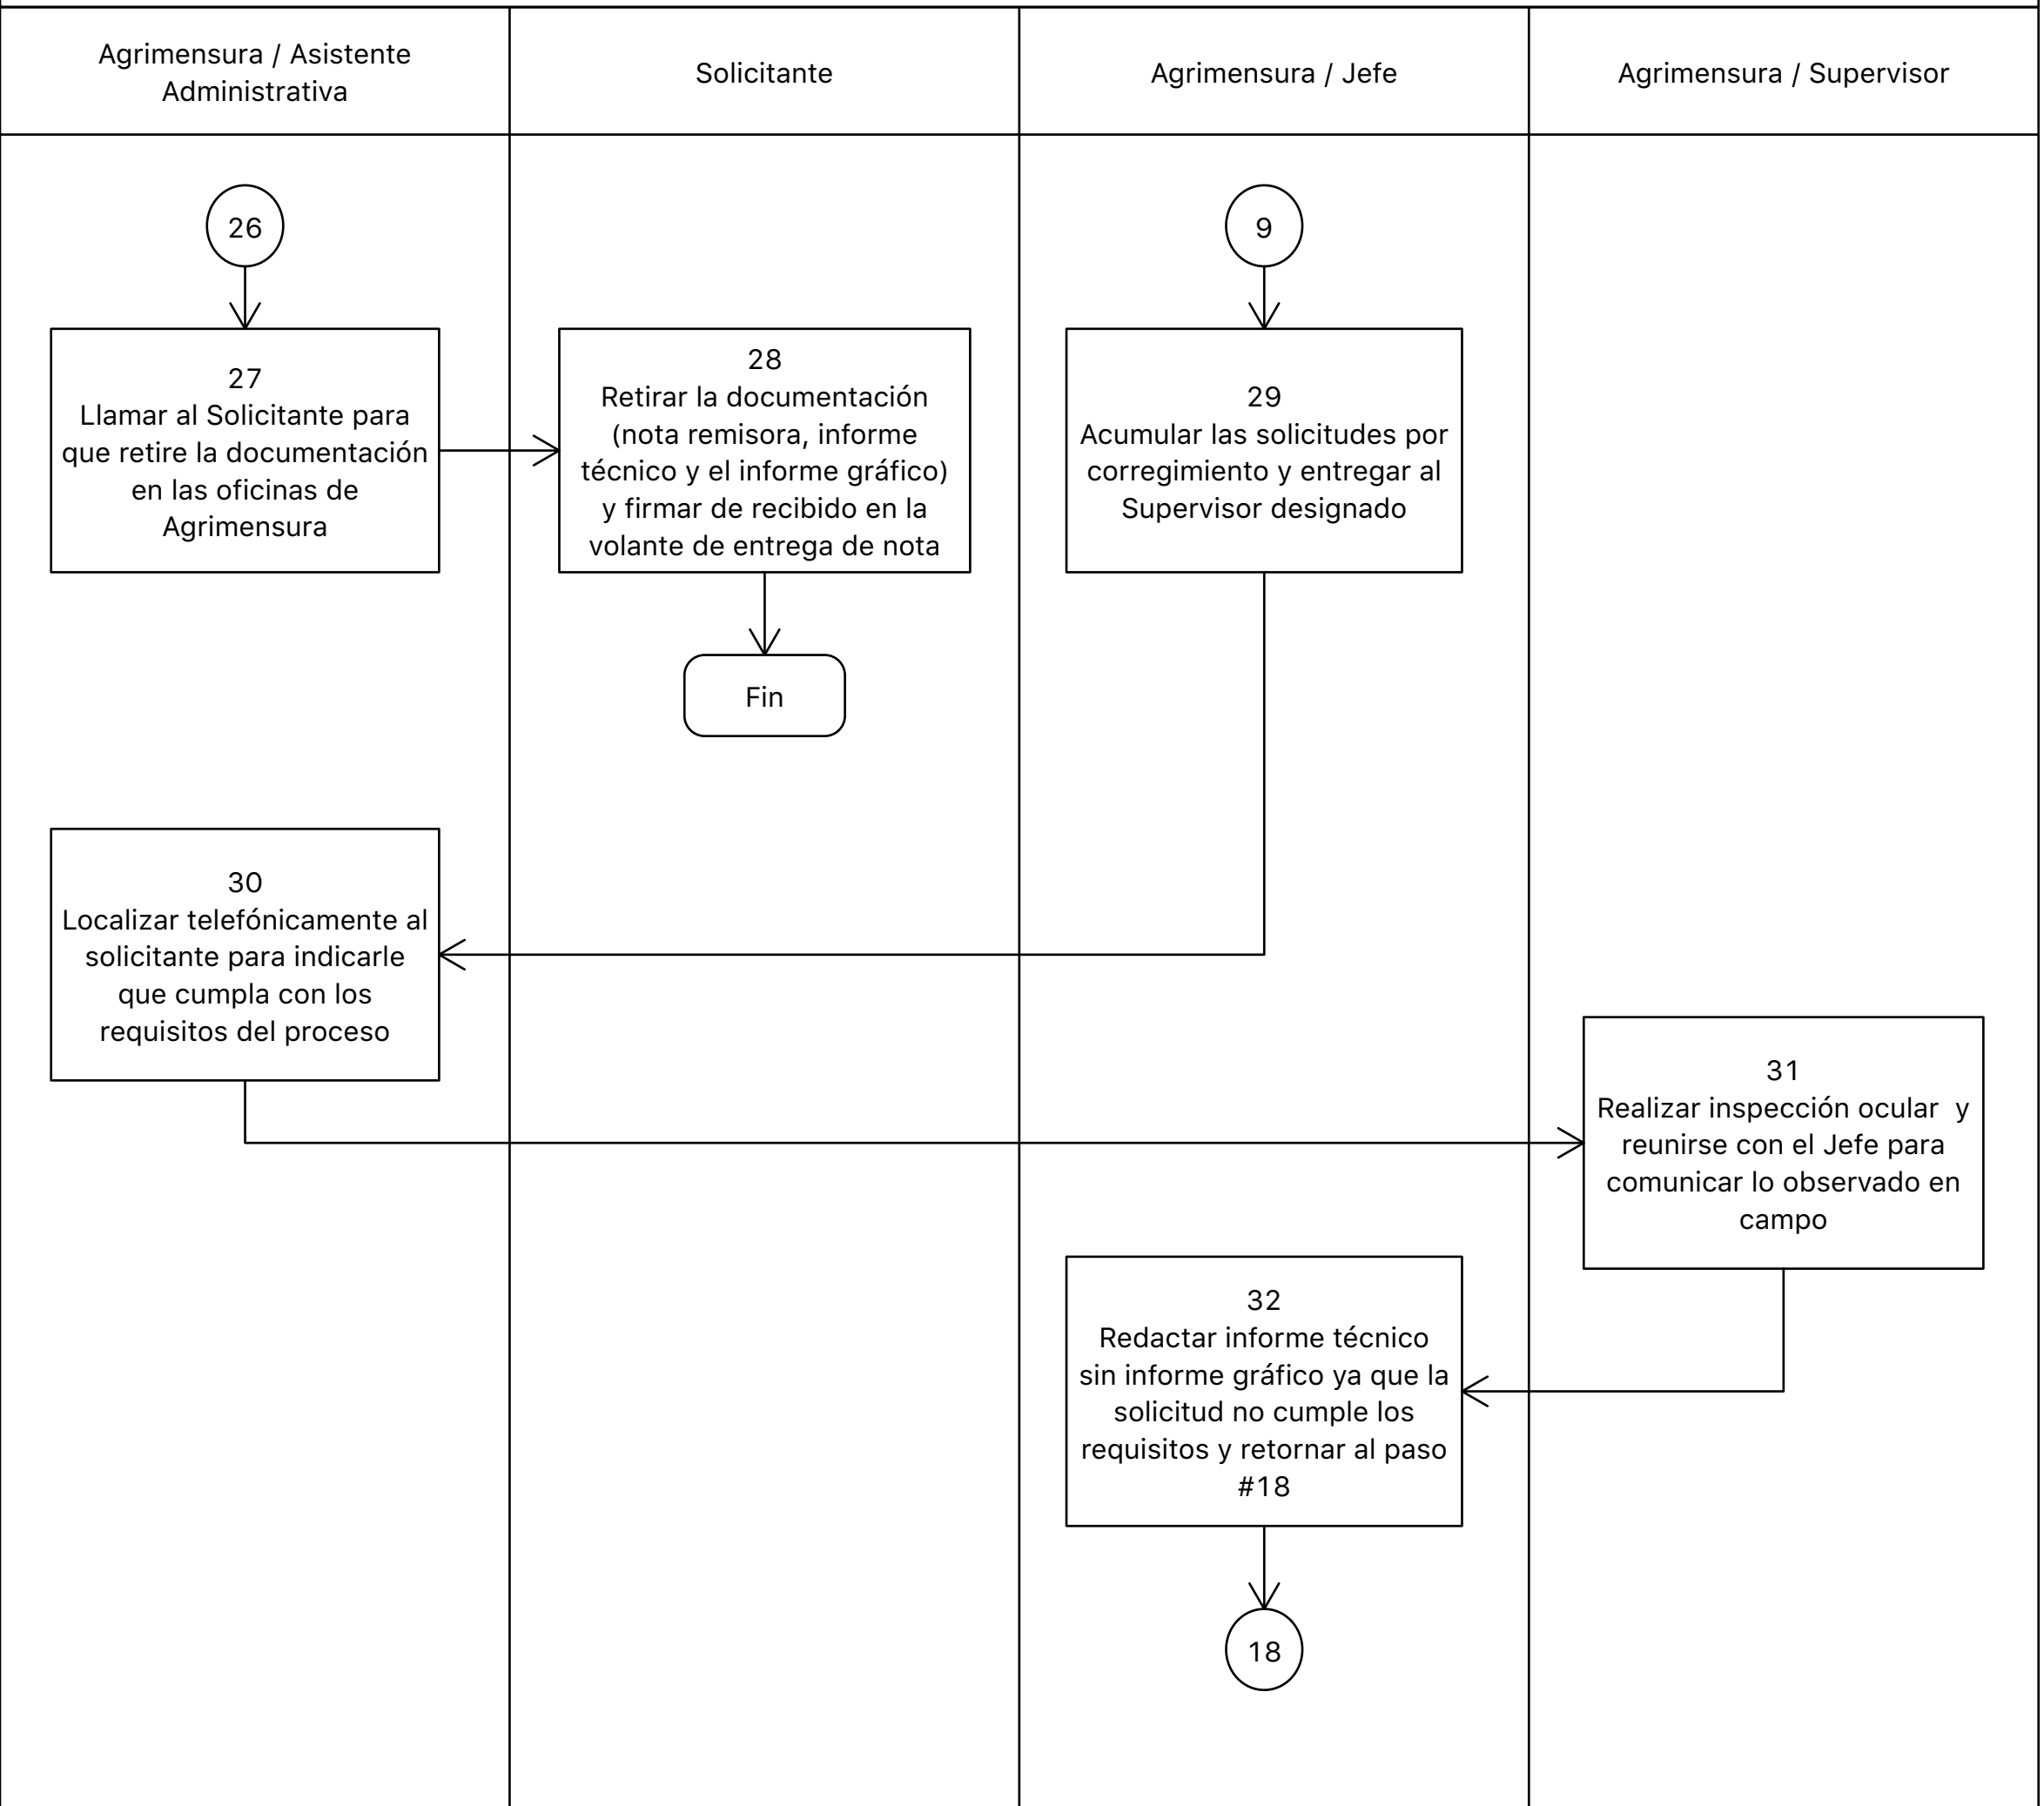 Agrimensura / Asistente
Administrativa
Solicitante
Agrimensura / Jefe
Agrimensura / Supervisor
26
9
27
Llamar al Solicitante para
que retire la documentación
en las oficinas de
Agrimensura
28
Retirar la documentación
(nota remisora, informe
técnico y el informe gráfico)
y firmar de recibido en la
volante de entrega de nota
29
Acumular las solicitudes por
corregimiento y entregar al
Supervisor designado
Fin
30
Localizar telefónicamente al
solicitante para indicarle
que cumpla con los
requisitos del proceso
31
Realizar inspección ocular  y
reunirse con el Jefe para
comunicar lo observado en
campo
32
Redactar informe técnico
sin informe gráfico ya que la
solicitud no cumple los
requisitos y retornar al paso
#18
18